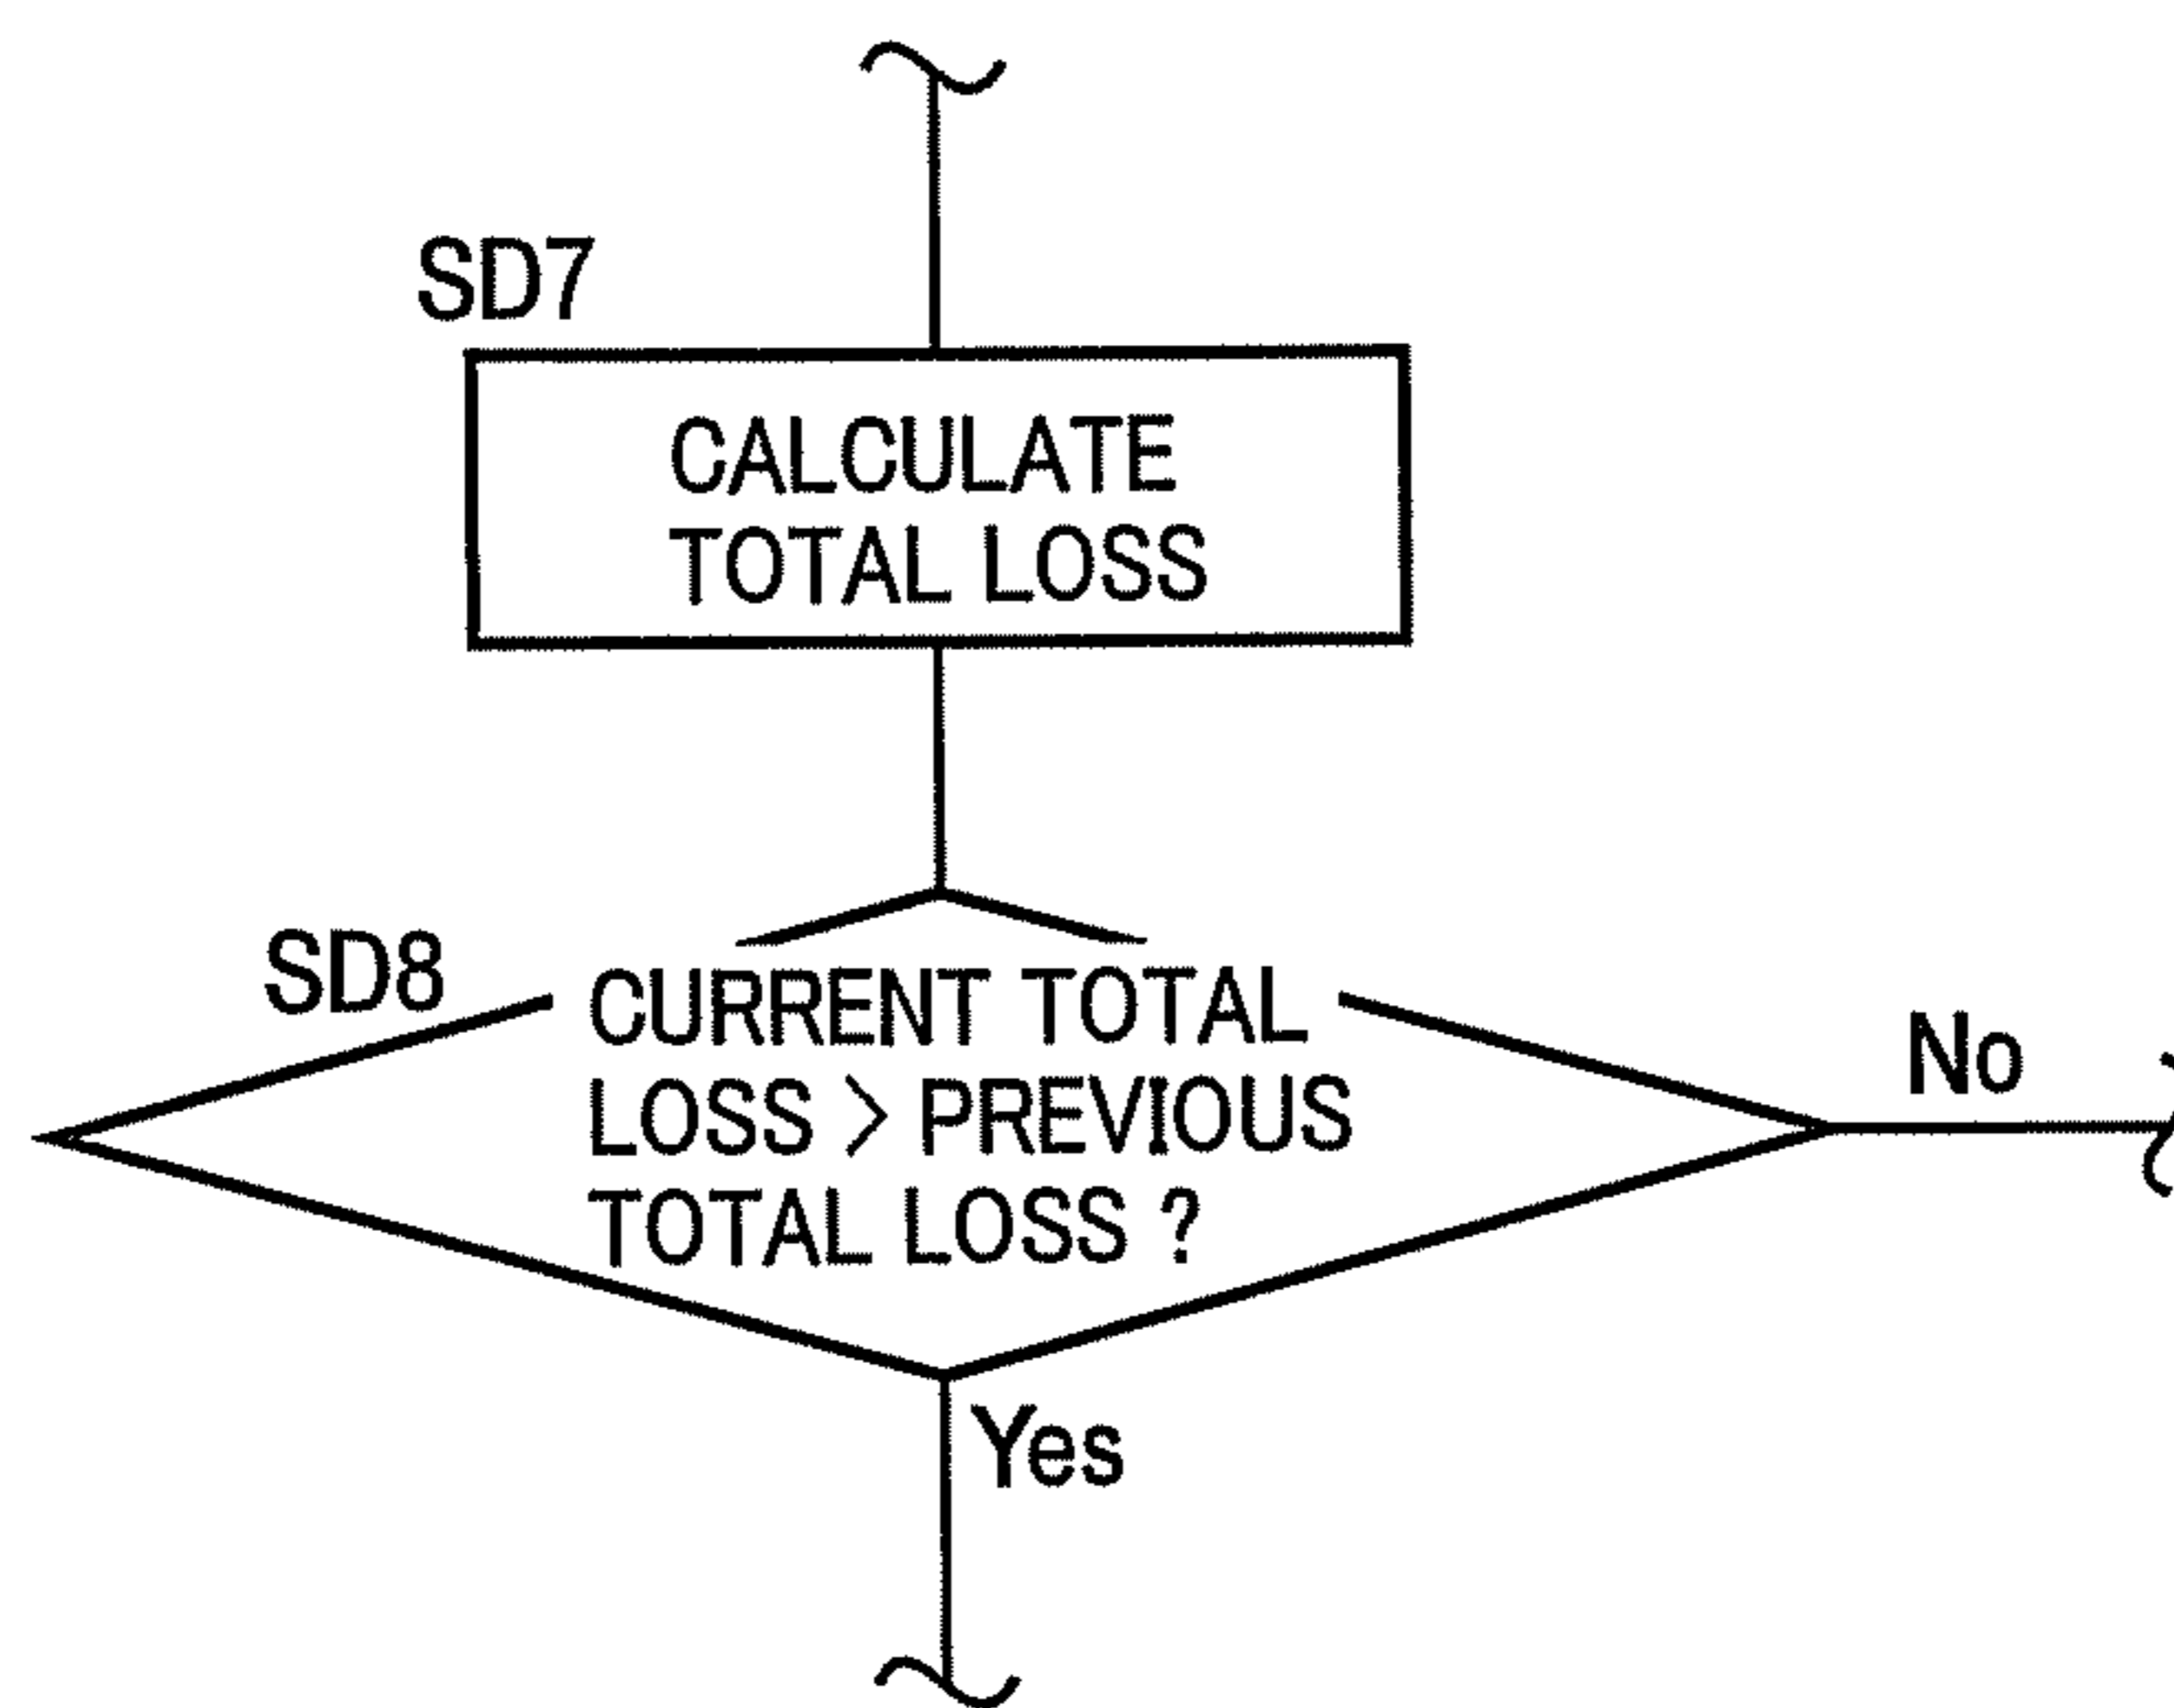 SD7
CALCULATE
TOTAL LOSS
SD8
CURRENT TOTAL
LOSS > PREVIOUS
TOTAL LOSS ?
No
Yes